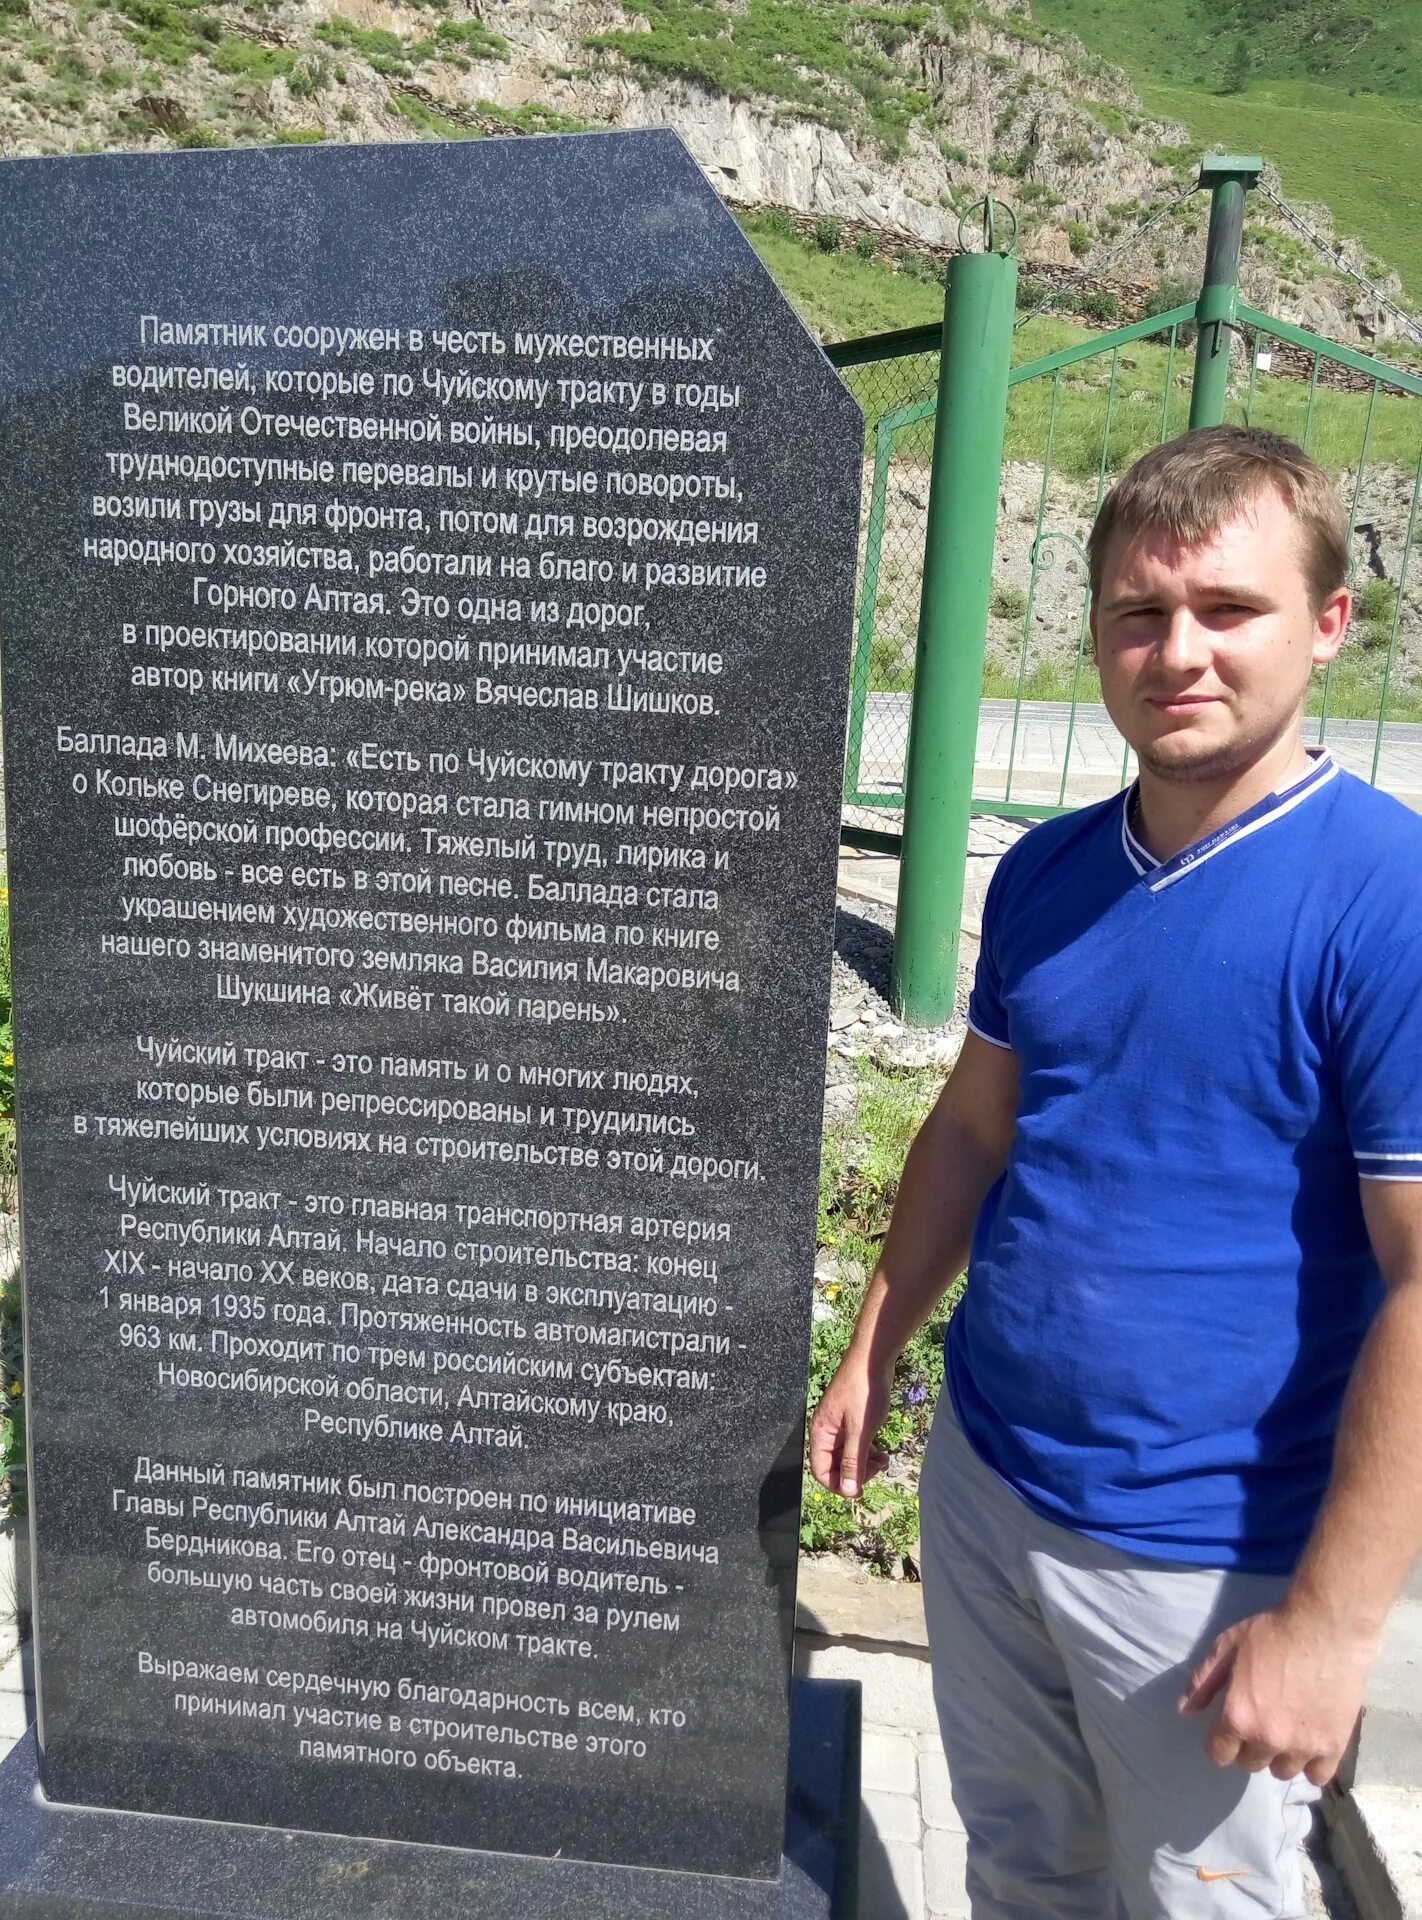 Памятник сооружен в честь мужественных
водителей, которые по Чуйскому тракту в годы
Великой Отечественной войны, преодолевая
труднодоступные перевалы и крутые повороты,
возили грузы для фронта, потом для возрождения
народного хозяйства, работали на благо и развитие
Горного Алтая. Это одна из дорог,
в проектировании которой принимал участие
автор книги «Угрюм-река» Вячеслав Шишков.
Баллада М. Михеева: «Есть по Чуйскому тракту дорога»
о Кольке Снегиреве, которая стала гимном непростой
шофёрской профессии. Тяжелый труд, лирика и
любовь - все есть в этой песне. Баллада стала
украшением художественного фильма по книге
нашего знаменитого земляка Василия Макаровича
Шукшина «Живёт такой парень».
Чуйский тракт - это память и о многих людях,
которые были репрессированы и трудились
в тяжелейших условиях на строительстве этой дороги.
Чуйский тракт - это главная транспортная артерия
Республики Алтай. Начало строительства: конец
XIX - начало XX веков, дата сдачи в эксплуатацию -
1 января 1935 года. Протяженность автомагистрали -
963 км. Проходит по трем российским субъектам:
Новосибирской области, Алтайскому краю,
Республике Алтай.
Данный памятник был построен по инициативе
Главы Республики Алтай Александра Васильевича
Бердникова. Его отец - фронтовой водитель -
большую часть своей жизни провел за рулем
автомобиля на Чуйском тракте.
Выражаем сердечную благодарность всем, кто
принимал участие в строительстве этого
памятного объекта.